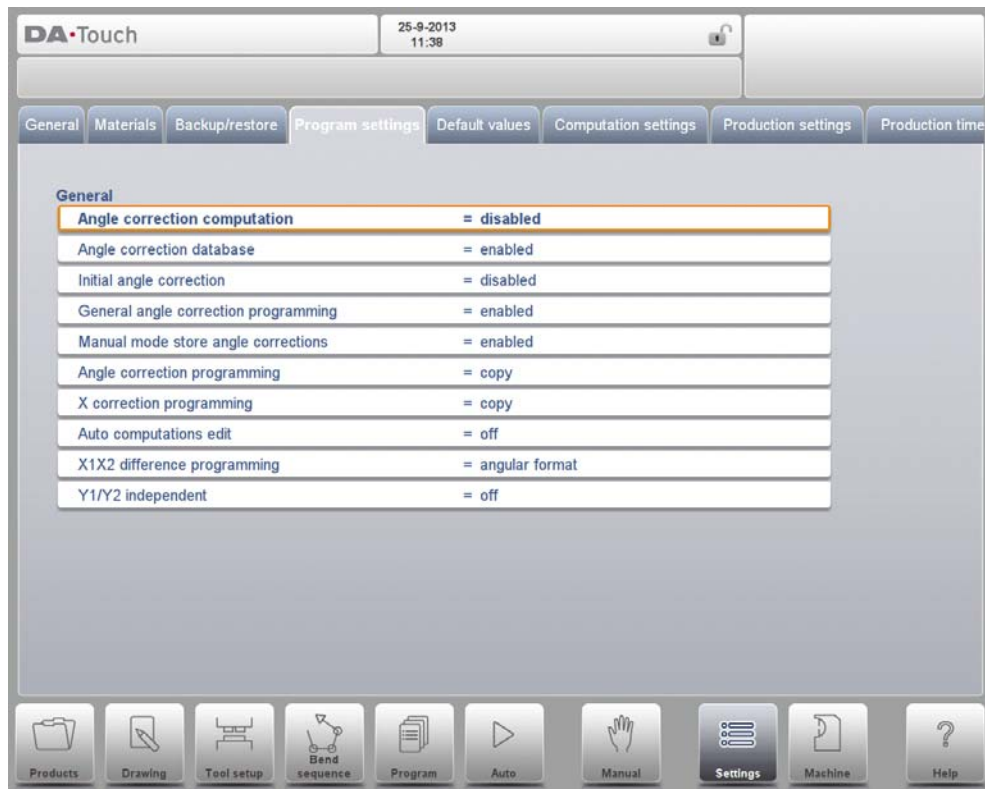 DA·Touch
25-9-2013
11:38
General Materials Backup/restore Program settings Default values Computation settings Production settings Production time
General
Angle correction computation = disabled
Angle correction database = enabled
Initial angle correction = disabled
General angle correction programming = enabled
Manual mode store angle corrections = enabled
Angle correction programming = copy
X correction programming = copy
Auto computations edit = off
X1X2 difference programming = angular format
Y1/Y2 independent = off
Products Drawing Tool setup Bend sequence Program Auto Manual Settings Machine Help